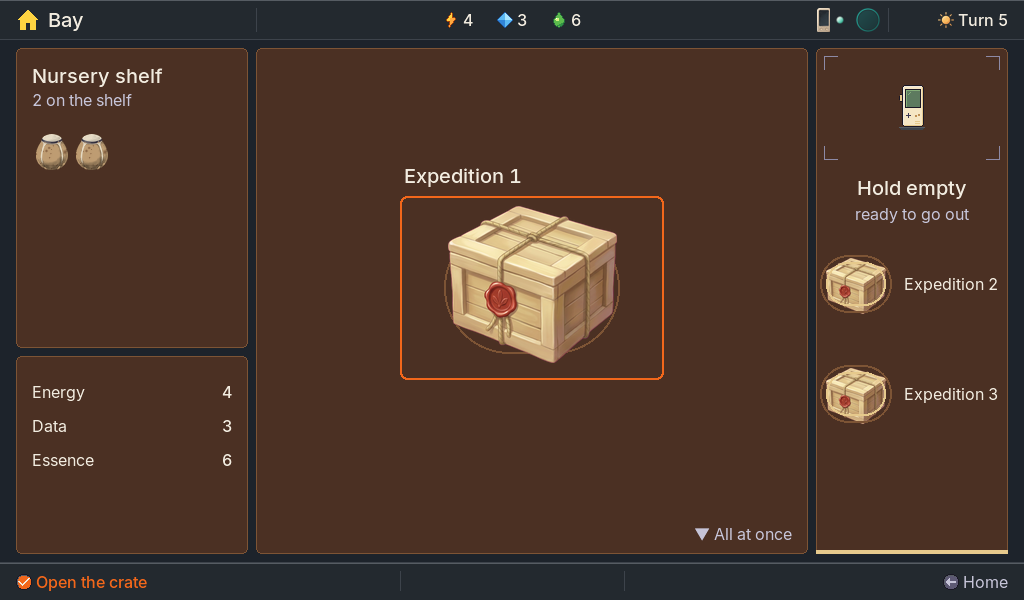 Bay
4
3
6
Turn 5
Nursery shelf
2 on the shelf
Energy 4
Data 3
Essence 6
Expedition 1
▼ All at once
Hold empty
ready to go out
Expedition 2
Expedition 3
Open the crate
Home